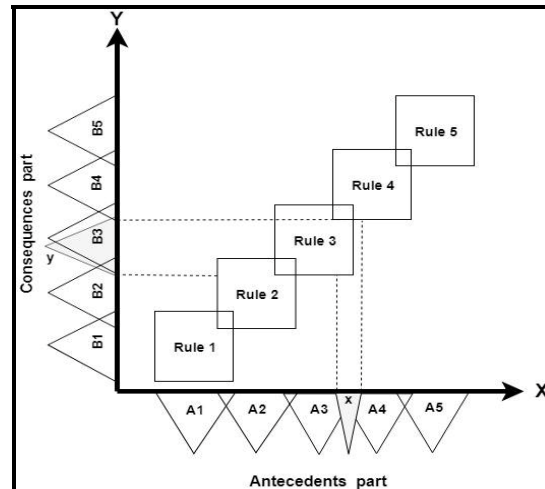 Y
Consequences part
B5
B4
B3
y
B2
B1
Rule 5
Rule 4
Rule 3
Rule 2
Rule 1
X
A1
A2
A3
x
A4
A5
Antecedents part